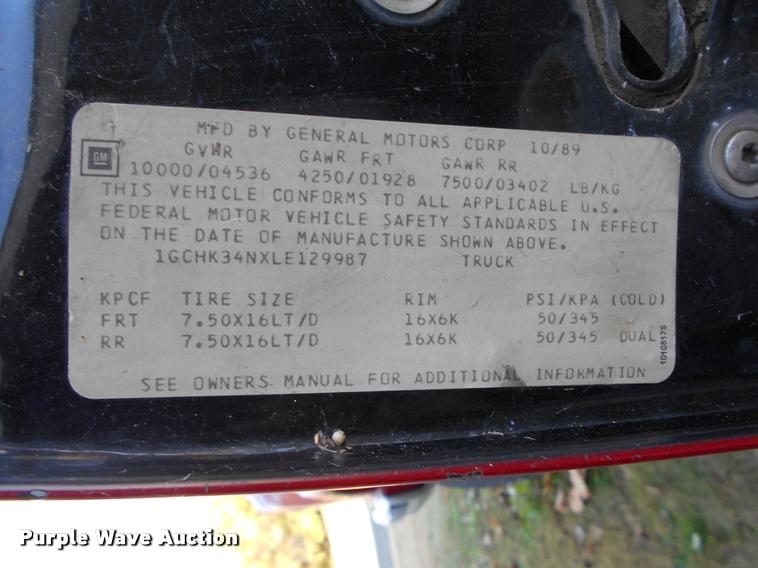 MFD BY GENERAL MOTORS CORP 10/89
GM
GVWR GAWR FRT GAWR RR
10000/04536 4250/01928 7500/03402 LB/KG
THIS VEHICLE CONFORMS TO ALL APPLICABLE U.S.
FEDERAL MOTOR VEHICLE SAFETY STANDARDS IN EFFECT
ON THE DATE OF MANUFACTURE SHOWN ABOVE.
1GCHK34NXLE129987 TRUCK
KPCF TIRE SIZE RIM PSI/KPA (COLD)
FRT 7.50X16LT/D 16X6K 50/345
RR 7.50X16LT/D 16X6K 50/345 DUAL
10108175
SEE OWNERS MANUAL FOR ADDITIONAL INFORMATION
Purple Wave Auction